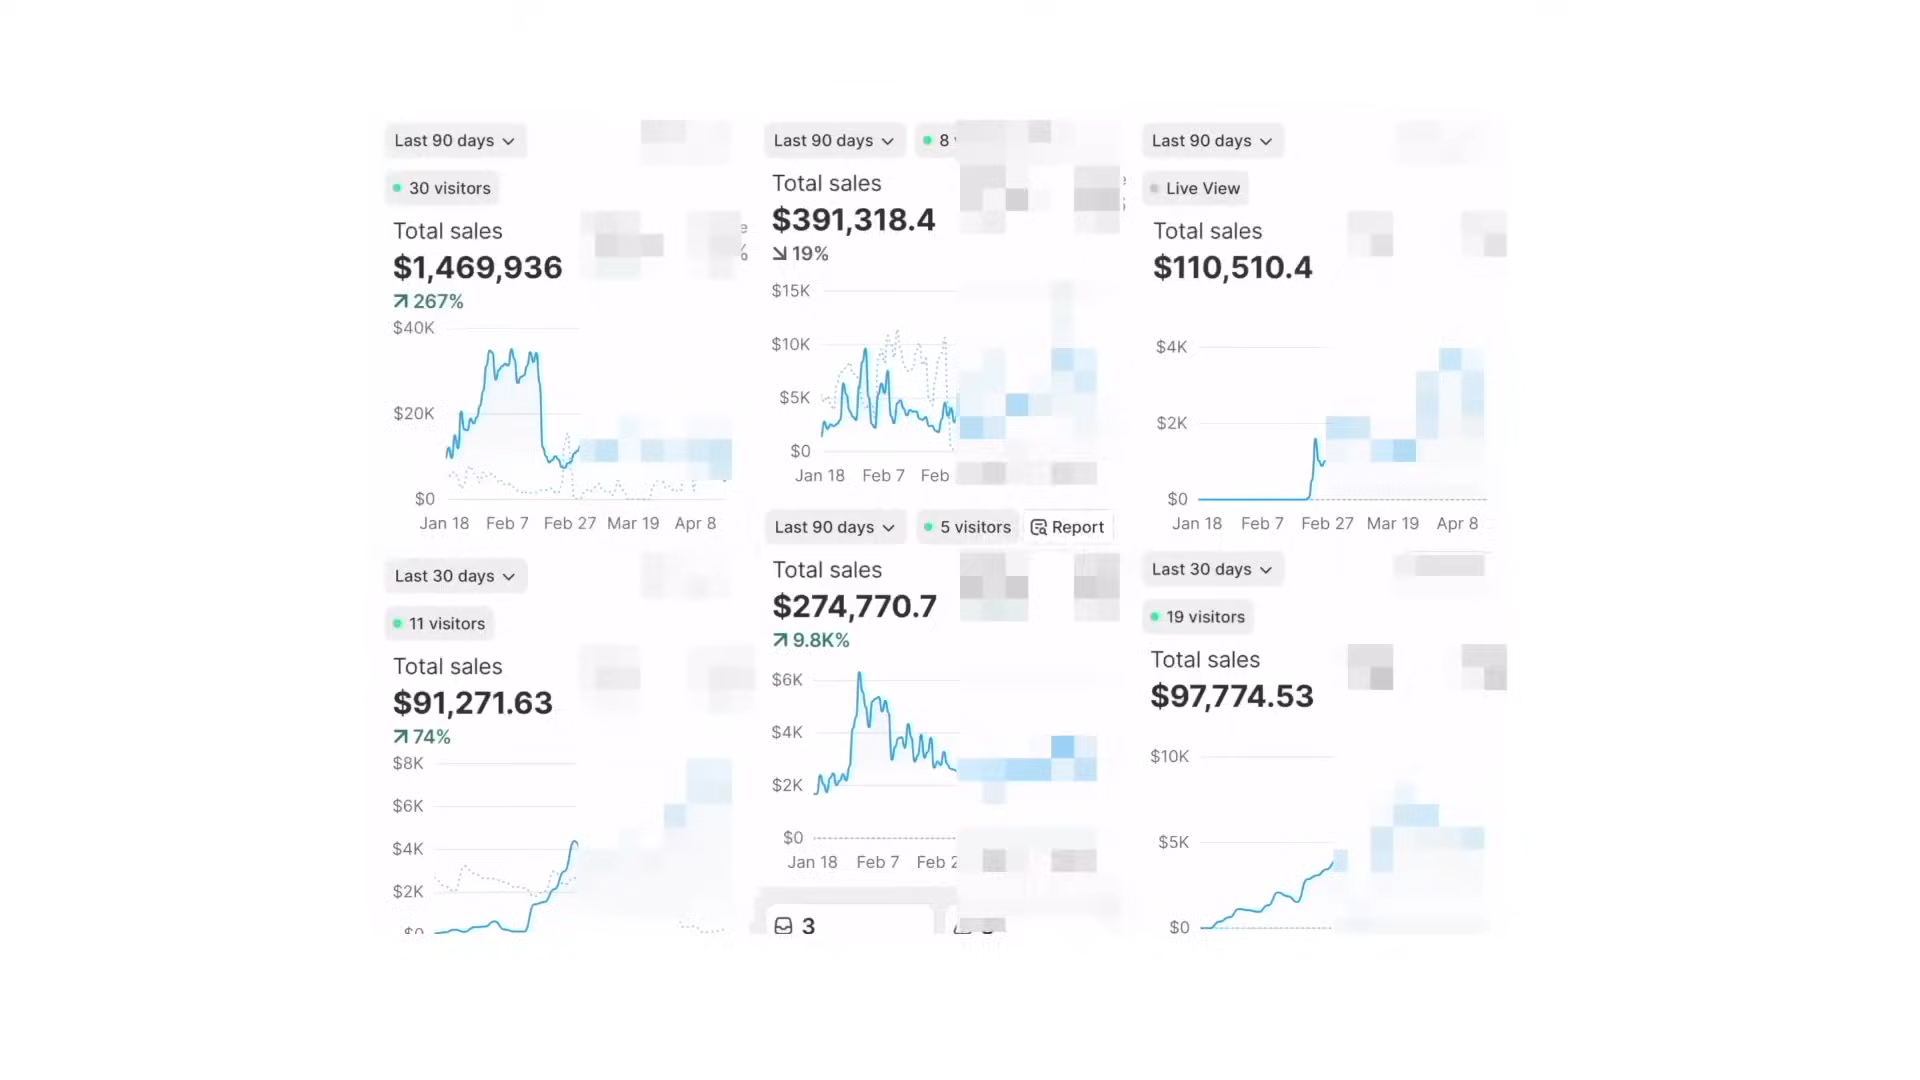 Last 90 days
30 visitors
Total sales
$1,469,936
267%
$40K
$20K
$0
Jan 18 Feb 7 Feb 27 Mar 19 Apr 8
Last 90 days
8
Total sales
$391,318.4
19%
$15K
$10K
$5K
$0
Jan 18 Feb 7 Feb
Last 90 days
Live View
Total sales
$110,510.4
$4K
$2K
$0
Jan 18 Feb 7 Feb 27 Mar 19 Apr 8
Last 30 days
11 visitors
Total sales
$91,271.63
74%
$8K
$6K
$4K
$2K
$0
Last 90 days
5 visitors
Report
Total sales
$274,770.7
9.8K%
$6K
$4K
$2K
$0
Jan 18 Feb 7 Feb 2
3
Last 30 days
19 visitors
Total sales
$97,774.53
$10K
$5K
$0